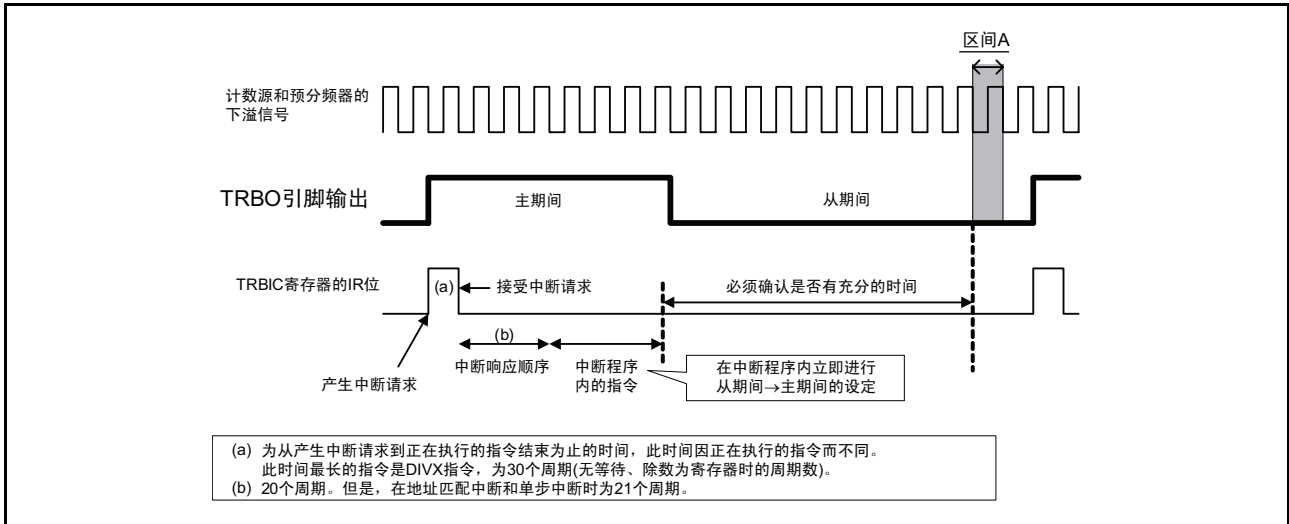 区间A
计数源和预分频器的
下溢信号
TRBO引脚输出
主期间
从期间
TRBIC寄存器的IR位
(a)
接受中断请求
必须确认是否有充分的时间
(b)
中断响应顺序
中断程序
内的指令
产生中断请求
在中断程序内立即进行
从期间→主期间的设定
(a) 为从产生中断请求到正在执行的指令结束为止的时间，此时间因正在执行的指令而不同。
此时间最长的指令是DIVX指令，为30个周期(无等待、除数为寄存器时的周期数)。
(b) 20个周期。但是，在地址匹配中断和单步中断时为21个周期。